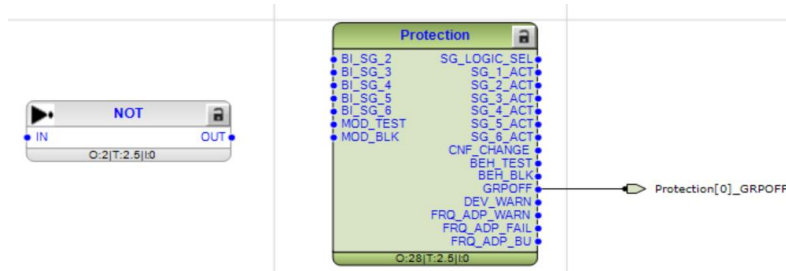 NOT
IN
OUT
O:2|T:2.5|I:0
Protection
BI_SG_2 SG_LOGIC_SEL
BI_SG_3 SG_1_ACT
BI_SG_4 SG_2_ACT
BI_SG_5 SG_3_ACT
BI_SG_6 SG_4_ACT
MOD_TEST SG_5_ACT
MOD_BLK SG_6_ACT
CNF_CHANGE
BEH_TEST
BEH_BLK
GRPOFF
DEV_WARN
FRQ_ADP_WARN
FRQ_ADP_FAIL
FRQ_ADP_BU
O:28|T:2.5|I:0
Protection[0]_GRPOFF